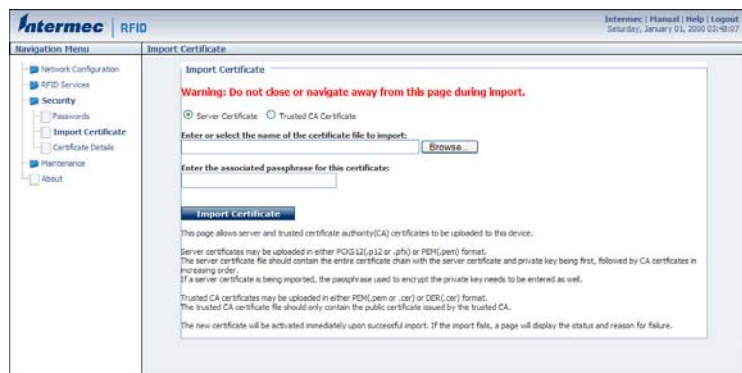 Intermec RFID
Intermec | Manual | Help | Logout
Saturday, January 01, 2000 03:48:07
Navigation Menu
Import Certificate
Network Configuration
RFID Services
Security
Passwords
Import Certificate
Certificate Details
Maintenance
About
Import Certificate
Warning: Do not close or navigate away from this page during import.
Server Certificate Trusted CA Certificate
Enter or select the name of the certificate file to import:
Browse...
Enter the associated passphrase for this certificate:
Import Certificate
This page allows server and trusted certificate authority(CA) certificates to be uploaded to this device.
Server certificates may be uploaded in either PCKS12(.p12 or .pfx) or PEM(.pem) format.
The server certificate file should contain the entire certificate chain with the server certificate and private key being first, followed by CA certficates in
increasing order.
If a server certificate is being imported, the passphrase used to encrypt the private key needs to be entered as well.
Trusted CA certificates may be uploaded in either PEM(.pem or .cer) or DER(.cer) format.
The trusted CA certificate file should only contain the public certificate issued by the trusted CA.
The new certificate will be activated immediately upon successful import. If the import fails, a page will display the status and reason for failure.